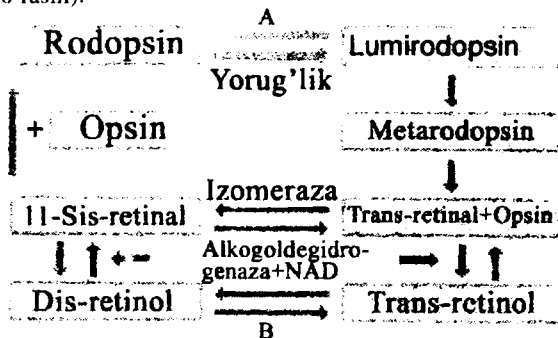 A
Rodopsin
Lumirodopsin
Yorug'lik
+ Opsin
Metarodopsin
Izomeraza
11-Sis-retinal
Trans-retinal+Opsin
Alkogoldegidro-
genaza+NAD
Dis-retinol
Trans-retinol
B